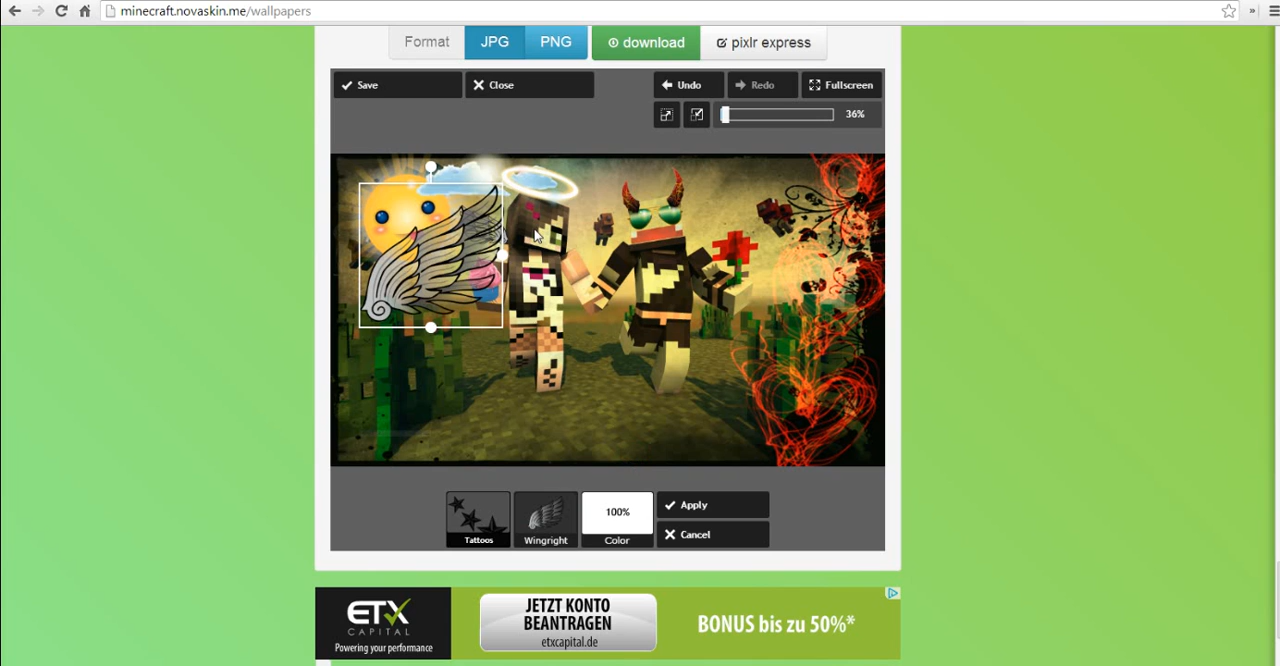 minecraft.novaskin.me/wallpapers
Format JPG PNG download pixlr express
Save Close Undo Redo Fullscreen
36%
100%
Tattoos Wingright Color
Apply
Cancel
ETX
CAPITAL
Powering your performance
JETZT KONTO
BEANTRAGEN
etxcapital.de
BONUS bis zu 50%*